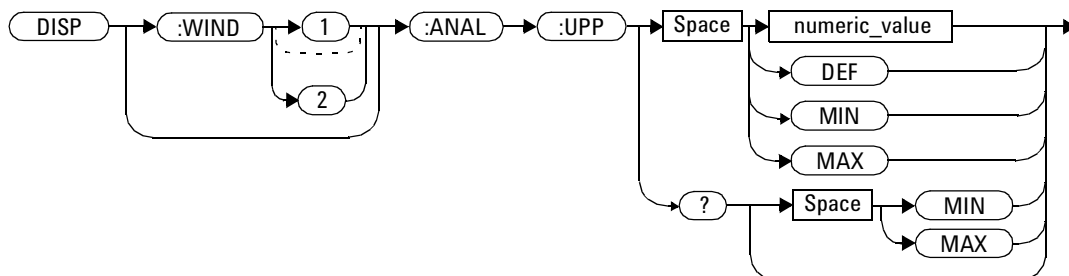 DISP :WIND 1 :ANAL :UPP Space numeric_value
DEF
2
MIN
MAX
? Space MIN
MAX